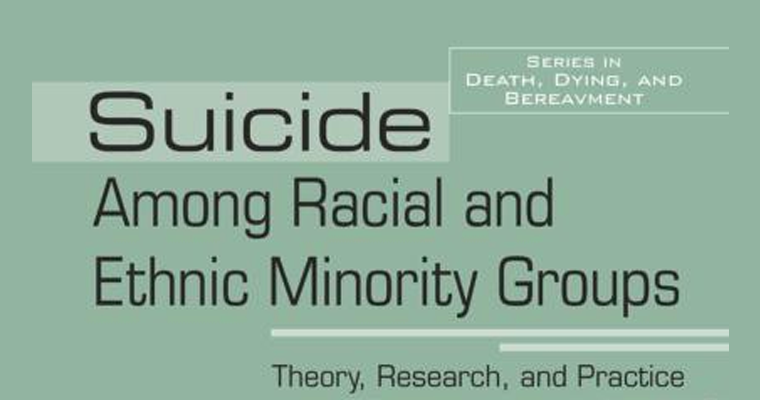 Series in
Death, Dying, and
Bereavment
Suicide
Among Racial and
Ethnic Minority Groups
Theory, Research, and Practice